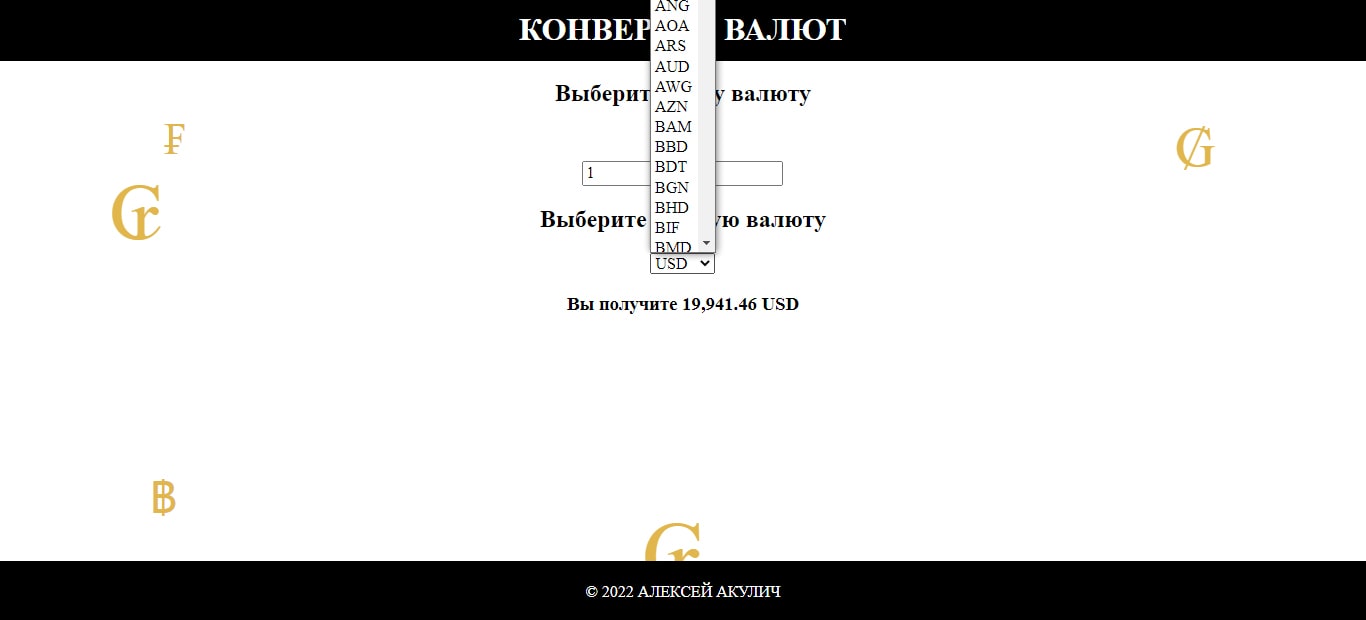 КОНВЕР ВАЛЮТ
ANG
AOA
ARS
AUD
AWG
AZN
BAM
BBD
BDT
BGN
BHD
BIF
BMD
Выберит у валюту
₣
₲
₢
1
Выберите ую валюту
USD
Вы получите 19,941.46 USD
฿
₢
© 2022 АЛЕКСЕЙ АКУЛИЧ